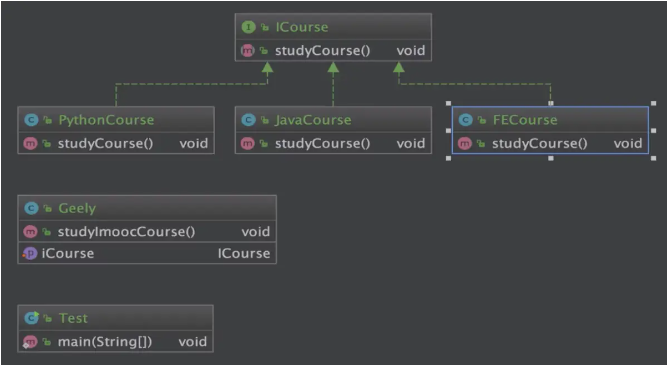 ICourse
studyCourse() void
PythonCourse
studyCourse() void
JavaCourse
studyCourse() void
FECourse
studyCourse() void
Geely
studyImoocCourse() void
iCourse ICourse
Test
main(String[]) void